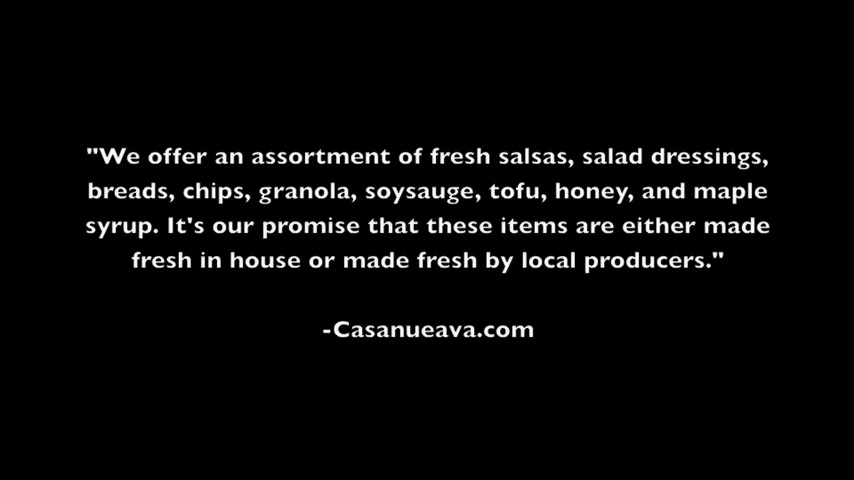 "We offer an assortment of fresh salsas, salad dressings,
breads, chips, granola, soysauge, tofu, honey, and maple
syrup. It's our promise that these items are either made
fresh in house or made fresh by local producers."
-Casanueava.com